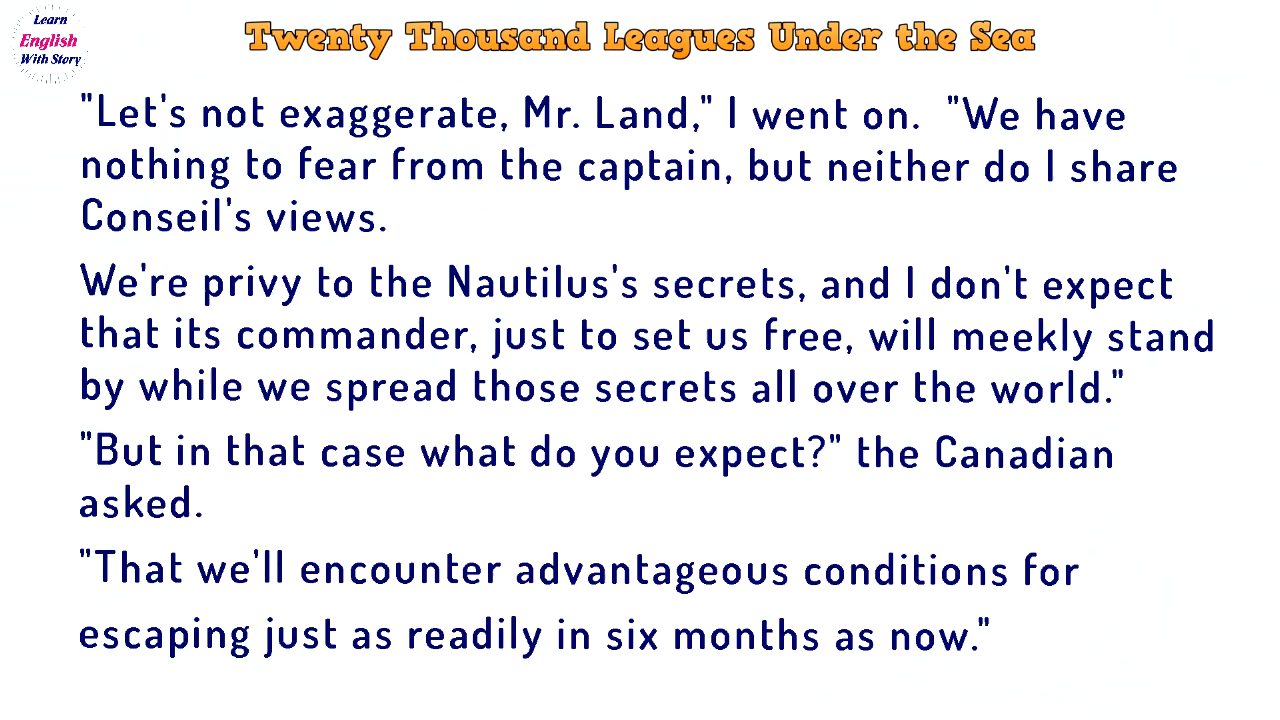 Learn
English
With Story
Twenty Thousand Leagues Under the Sea
"Let's not exaggerate, Mr. Land," I went on.  "We have
nothing to fear from the captain, but neither do I share
Conseil's views.
We're privy to the Nautilus's secrets, and I don't expect
that its commander, just to set us free, will meekly stand
by while we spread those secrets all over the world."
"But in that case what do you expect?" the Canadian
asked.
"That we'll encounter advantageous conditions for
escaping just as readily in six months as now."